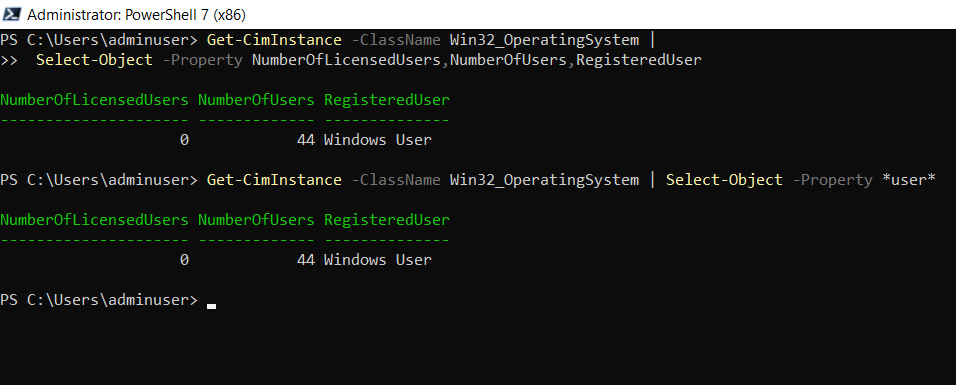 Administrator: PowerShell 7 (x86)
PS C:\Users\adminuser> Get-CimInstance -ClassName Win32_OperatingSystem |
>>  Select-Object -Property NumberOfLicensedUsers,NumberOfUsers,RegisteredUser
NumberOfLicensedUsers NumberOfUsers RegisteredUser
--------------------- ------------- --------------
                    0            44 Windows User
PS C:\Users\adminuser> Get-CimInstance -ClassName Win32_OperatingSystem | Select-Object -Property *user*
NumberOfLicensedUsers NumberOfUsers RegisteredUser
--------------------- ------------- --------------
                    0            44 Windows User
PS C:\Users\adminuser>